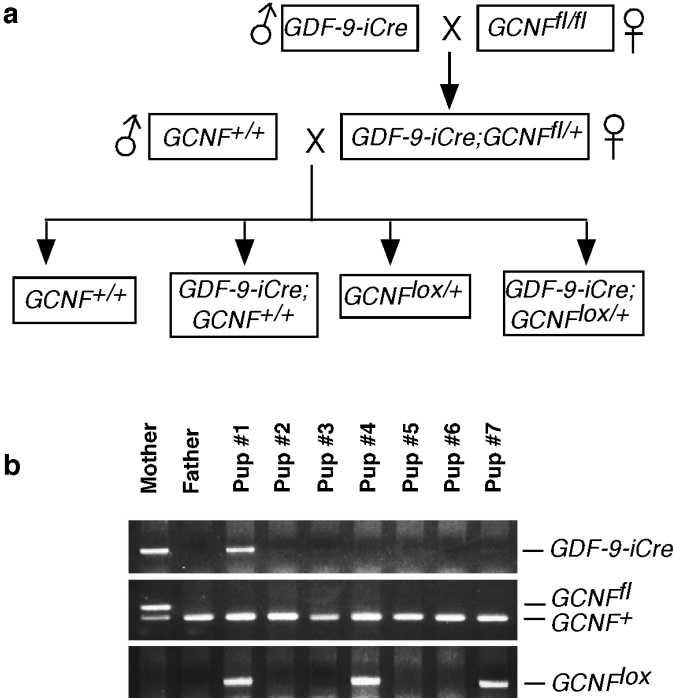 a
♂ GDF-9-iCre X GCNFfl/fl ♀
♂ GCNF+/+ X GDF-9-iCre;GCNFfl/+ ♀
GCNF+/+
GDF-9-iCre;
GCNF+/+
GCNFlox/+
GDF-9-iCre;
GCNFlox/+
b
Mother
Father
Pup #1
Pup #2
Pup #3
Pup #4
Pup #5
Pup #6
Pup #7
GDF-9-iCre
GCNFfl
GCNF+
GCNFlox